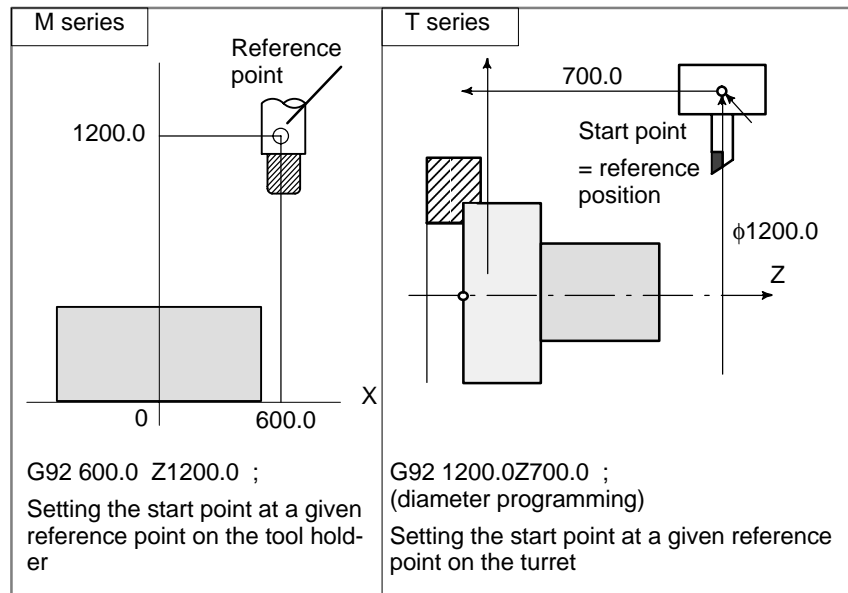 M series
Reference
point
1200.0
X
0
600.0
G92 600.0 Z1200.0 ;
Setting the start point at a given
reference point on the tool hold-
er
T series
700.0
Start point
= reference
position
ϕ1200.0
Z
G92 1200.0Z700.0 ;
(diameter programming)
Setting the start point at a given reference
point on the turret